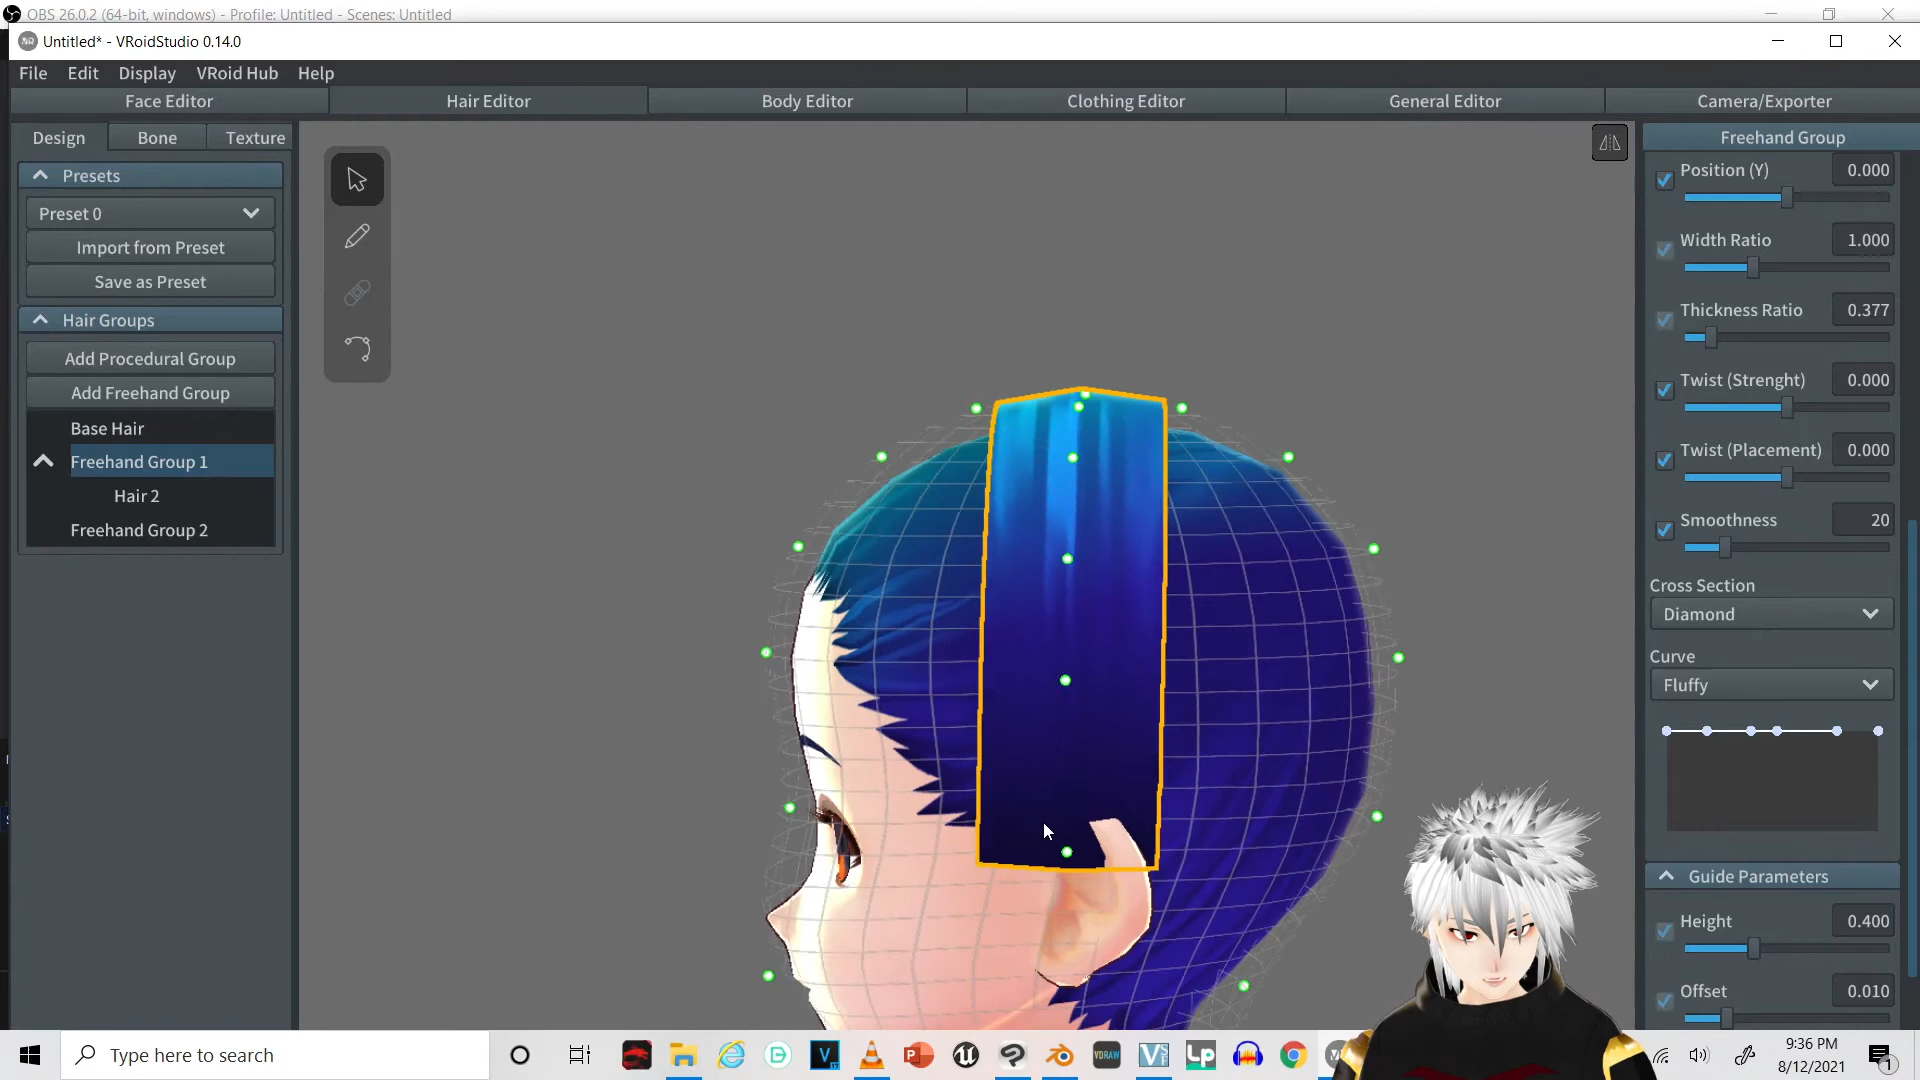 OBS 26.0.2 (64-bit, windows) - Profile: Untitled - Scenes: Untitled
Untitled* - VRoidStudio 0.14.0
File Edit Display VRoid Hub Help
Face Editor Hair Editor Body Editor Clothing Editor General Editor Camera/Exporter
Design Bone Texture
Presets
Preset 0
Import from Preset
Save as Preset
Hair Groups
Add Procedural Group
Add Freehand Group
Base Hair
Freehand Group 1
Hair 2
Freehand Group 2
Freehand Group
Position (Y) 0.000
Width Ratio 1.000
Thickness Ratio 0.377
Twist (Strenght) 0.000
Twist (Placement) 0.000
Smoothness 20
Cross Section
Diamond
Curve
Fluffy
Guide Parameters
Height 0.400
Offset 0.010
Type here to search
V
17
P
VDRAW
Lp
9:36 PM
8/12/2021
1